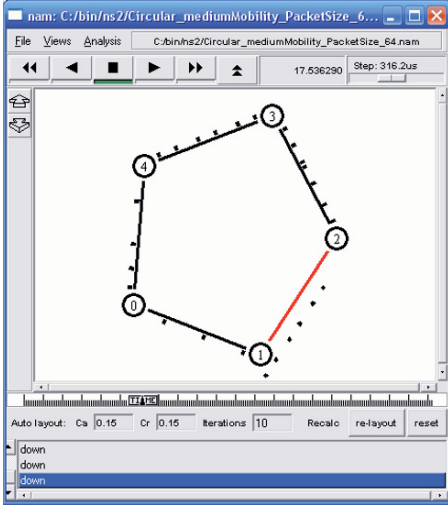 nam: C:/bin/ns2/Circular_mediumMobility_PacketSize_6...
File Views Analysis C:/bin/ns2/Circular_mediumMobility_PacketSize_64.nam
17.536290 Step: 316.2us
3
4
2
0
1
TIME
Auto layout: Ca 0.15 Cr 0.15 Iterations 10 Recalc re-layout reset
down
down
down